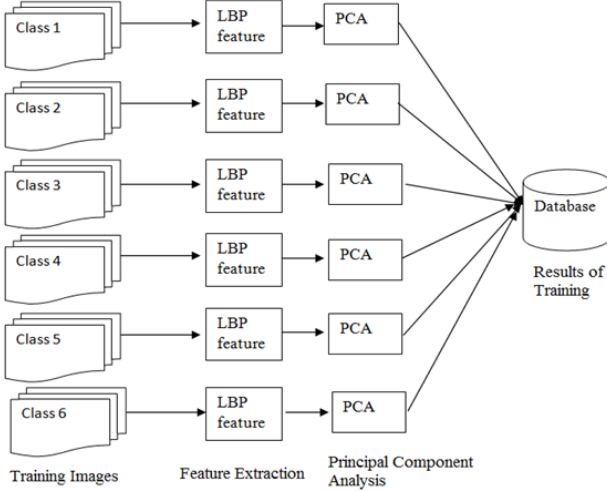 Class 1
LBP
feature
PCA
Class 2
LBP
feature
PCA
Class 3
LBP
feature
PCA
Database
Class 4
LBP
feature
PCA
Results of
Training
Class 5
LBP
feature
PCA
Class 6
LBP
feature
PCA
Training Images
Feature Extraction
Principal Component
Analysis